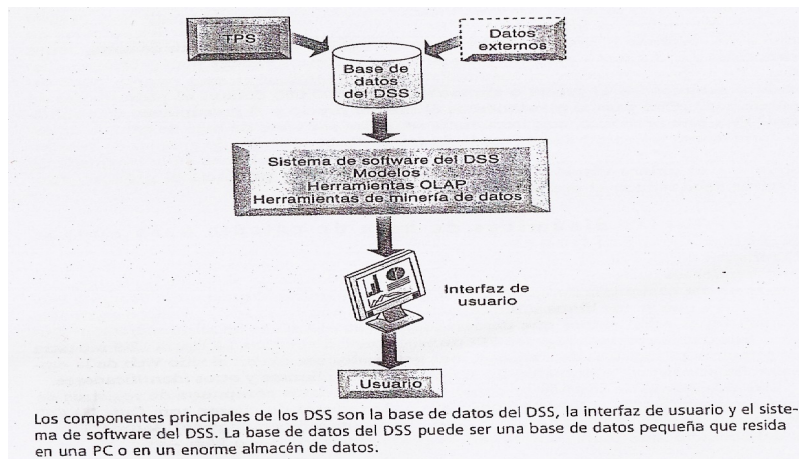 TPS
Datos
externos
Base de
datos
del DSS
Sistema de software del DSS
Modelos
Herramientas OLAP
Herramientas de minería de datos
Interfaz de
usuario
Usuario
Los componentes principales de los DSS son la base de datos del DSS, la interfaz de usuario y el siste-
ma de software del DSS. La base de datos del DSS puede ser una base de datos pequeña que resida
en una PC o en un enorme almacén de datos.